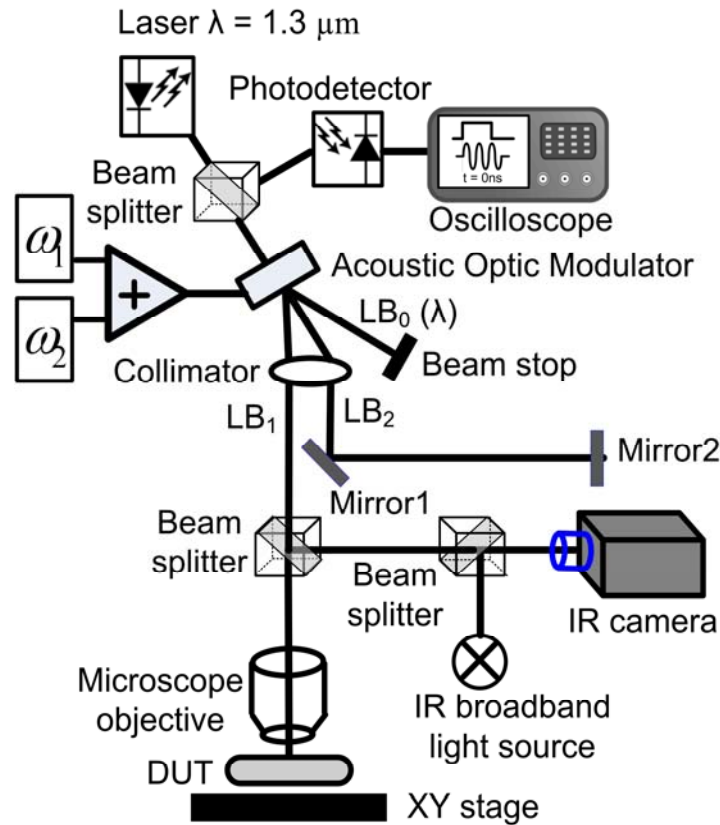 Laser λ = 1.3 μm
Photodetector
Beam
splitter
t = 0ns
Oscilloscope
ω1
ω2
+
Acoustic Optic Modulator
LB0 (λ)
Beam stop
Collimator
LB1
LB2
Mirror1
Mirror2
Beam
splitter
Beam
splitter
IR camera
Microscope
objective
IR broadband
light source
DUT
XY stage